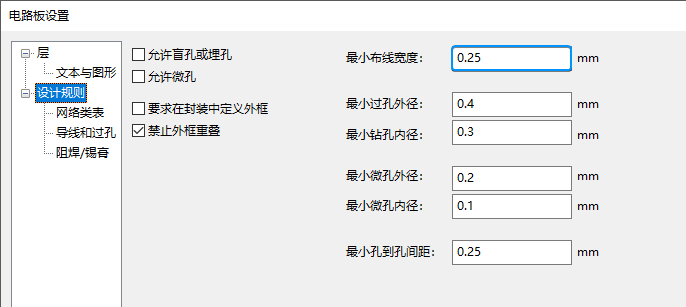 电路板设置
层
文本与图形
设计规则
网络类表
导线和过孔
阻焊/锡膏
允许盲孔或埋孔
允许微孔
要求在封装中定义外框
禁止外框重叠
最小布线宽度： 0.25 mm
最小过孔外径： 0.4 mm
最小钻孔内径： 0.3 mm
最小微孔外径： 0.2 mm
最小微孔内径： 0.1 mm
最小孔到孔间距： 0.25 mm